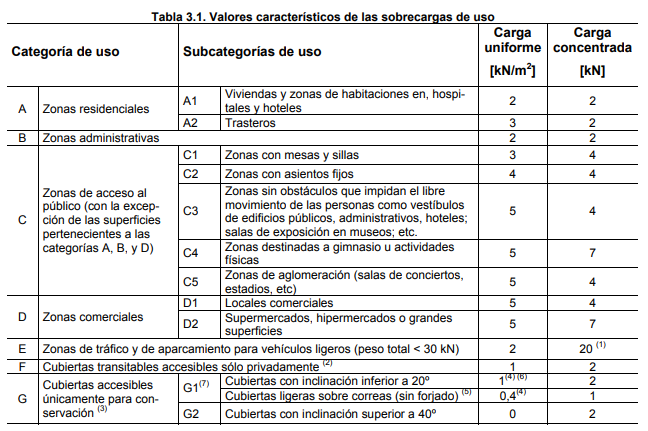 Tabla 3.1. Valores característicos de las sobrecargas de uso
Categoría de uso Subcategorías de uso Carga uniforme [kN/m²] Carga concentrada [kN]
A Zonas residenciales A1 Viviendas y zonas de habitaciones en, hospi-
tales y hoteles 2 2
A2 Trasteros 3 2
B Zonas administrativas 2 2
C Zonas de acceso al
público (con la excep-
ción de las superficies
pertenecientes a las
categorías A, B, y D)
C1 Zonas con mesas y sillas 3 4
C2 Zonas con asientos fijos 4 4
C3 Zonas sin obstáculos que impidan el libre
movimiento de las personas como vestíbulos
de edificios públicos, administrativos, hoteles;
salas de exposición en museos; etc. 5 4
C4 Zonas destinadas a gimnasio u actividades
físicas 5 7
C5 Zonas de aglomeración (salas de conciertos,
estadios, etc) 5 4
D Zonas comerciales D1 Locales comerciales 5 4
D2 Supermercados, hipermercados o grandes
superficies 5 7
E Zonas de tráfico y de aparcamiento para vehículos ligeros (peso total < 30 kN) 2 20 (1)
F Cubiertas transitables accesibles sólo privadamente (2) 1 2
G Cubiertas accesibles
únicamente para con-
servación (3)
G1(7) Cubiertas con inclinación inferior a 20º 1(4) (6) 2
Cubiertas ligeras sobre correas (sin forjado) (5) 0,4(4) 1
G2 Cubiertas con inclinación superior a 40º 0 2